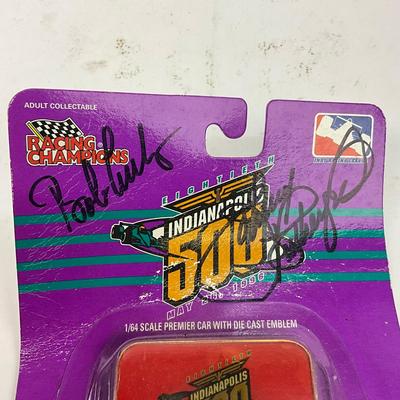 ADULT COLLECTABLE
RACING
CHAMPIONS
EIGHTIETH
INDIANAPOLIS
500
MAY 26, 1996
1/64 SCALE PREMIER CAR WITH DIE CAST EMBLEM
EIGHTIETH
INDIANAPOLIS